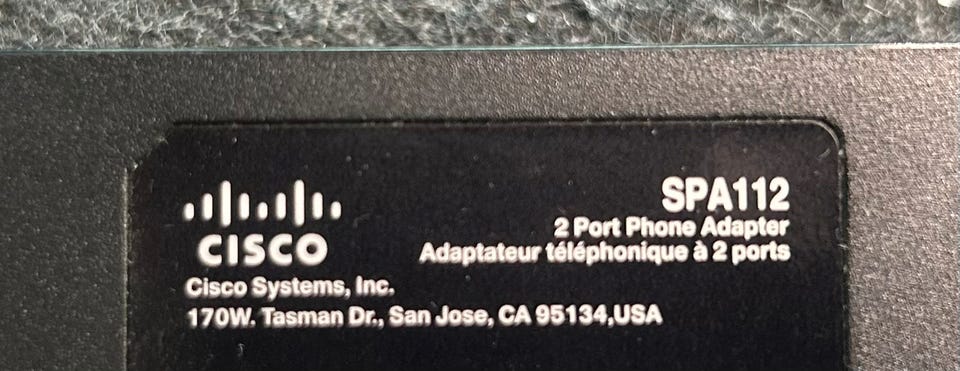 CISCO
Cisco Systems, Inc.
170W. Tasman Dr., San Jose, CA 95134,USA
SPA112
2 Port Phone Adapter
Adaptateur téléphonique à 2 ports